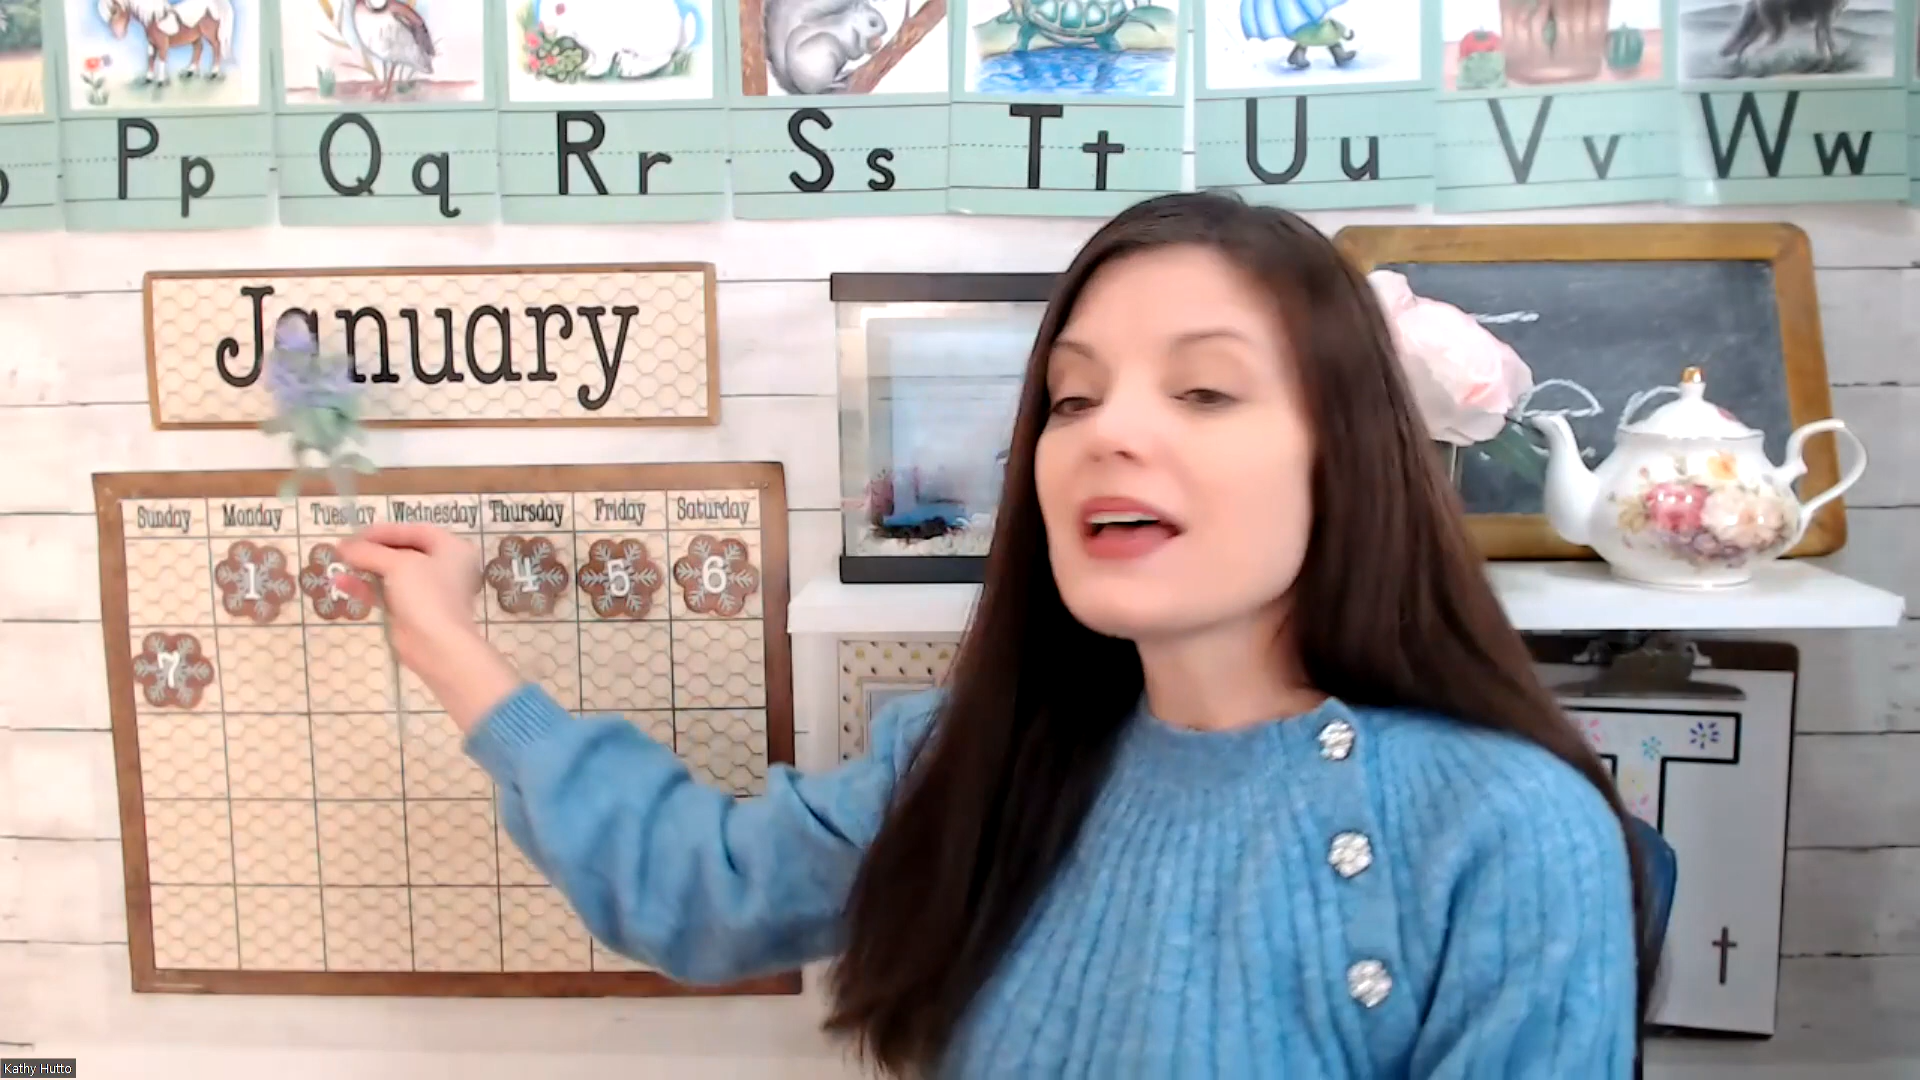 Pp Qq Rr Ss Tt Uu Vv Ww
January
Sunday Monday Tuesday Wednesday Thursday Friday Saturday
1 2 4 5 6
7
T
Kathy Hutto